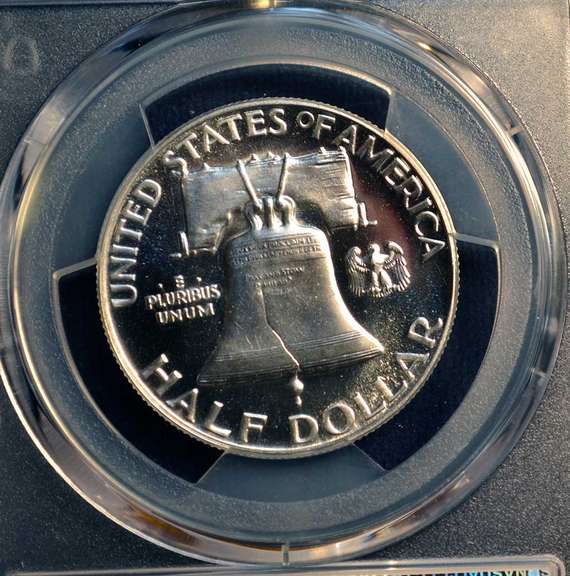 UNITED STATES OF AMERICA
E
PLURIBUS
UNUM
HALF DOLLAR